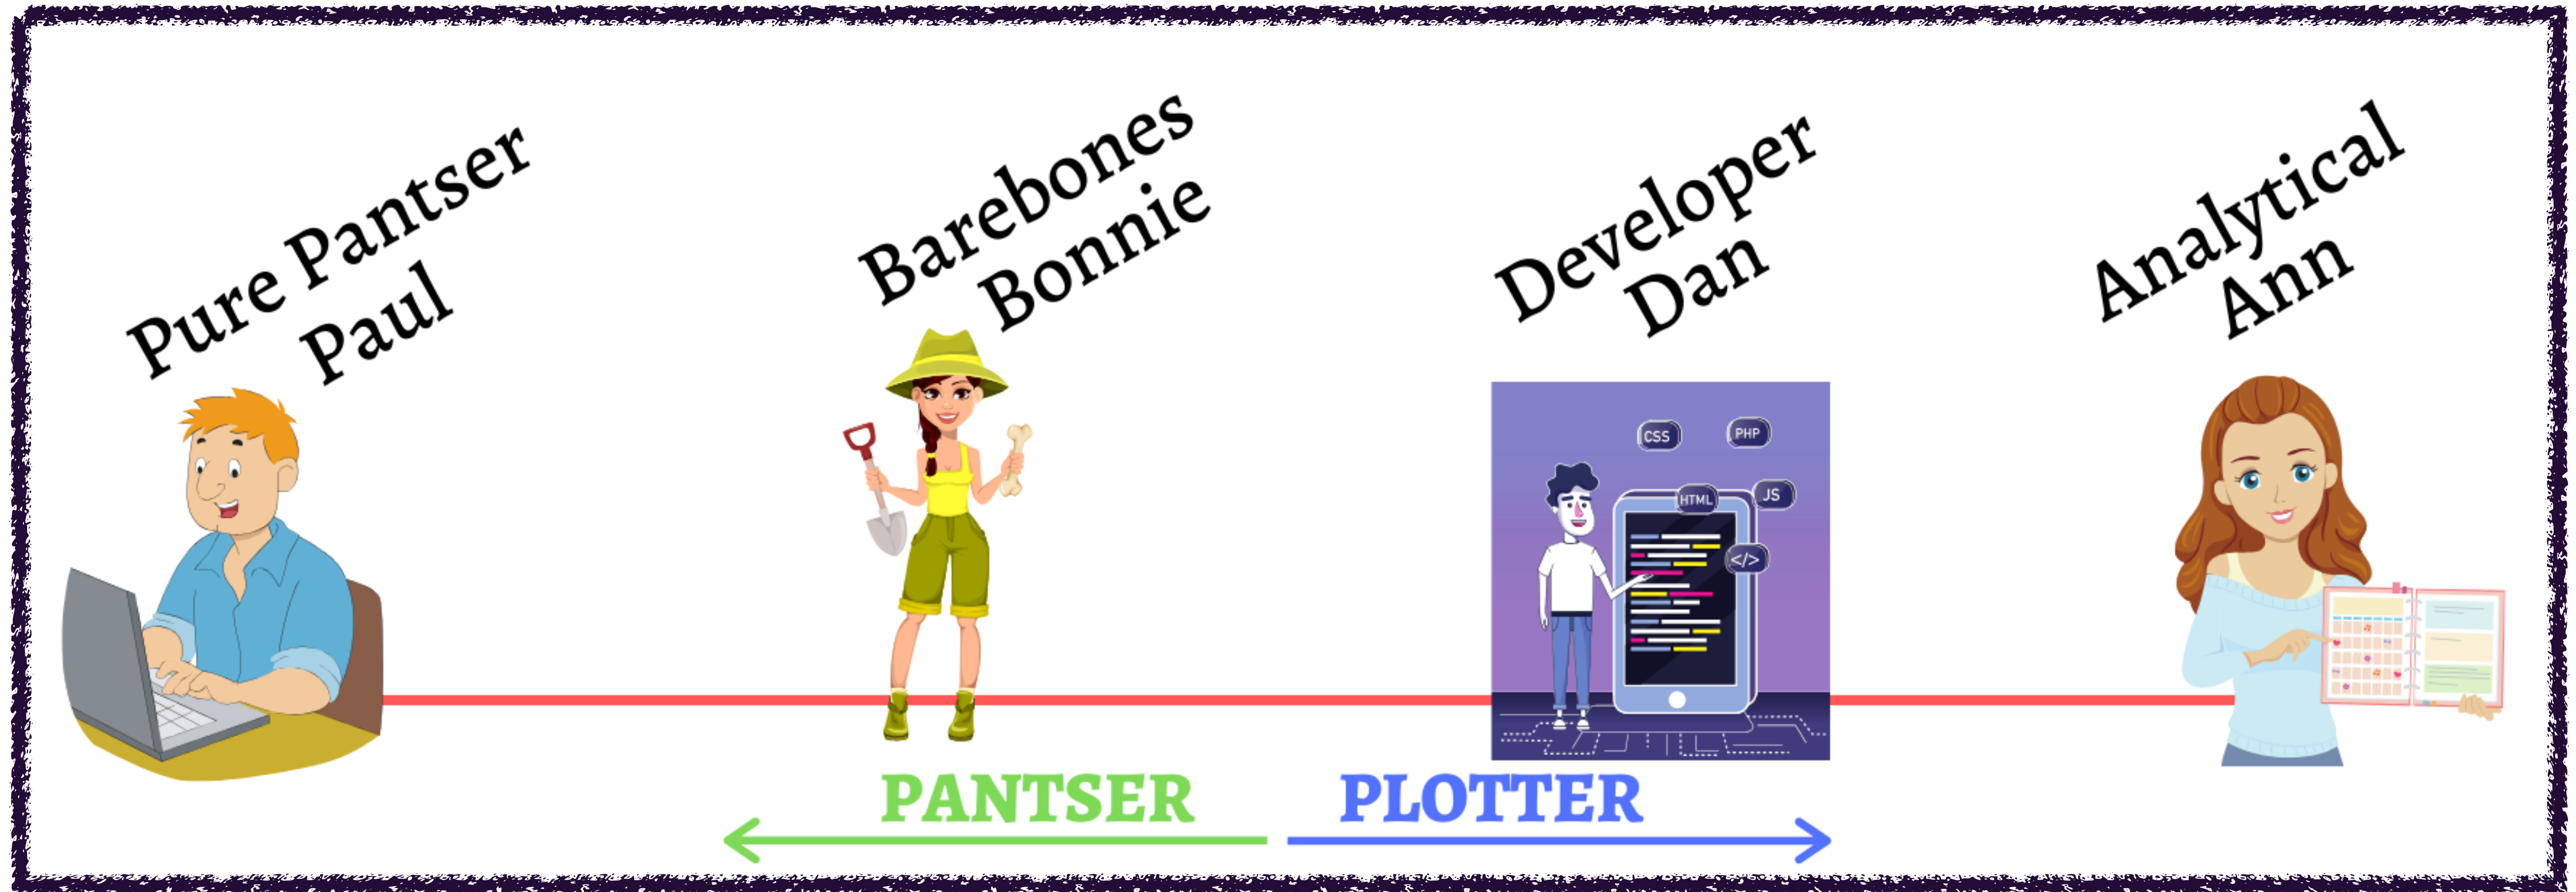 Pure Pantser
Paul
Barebones
Bonnie
Developer
Dan
Analytical
Ann
CSS
PHP
HTML
JS
</>
PANTSER
PLOTTER